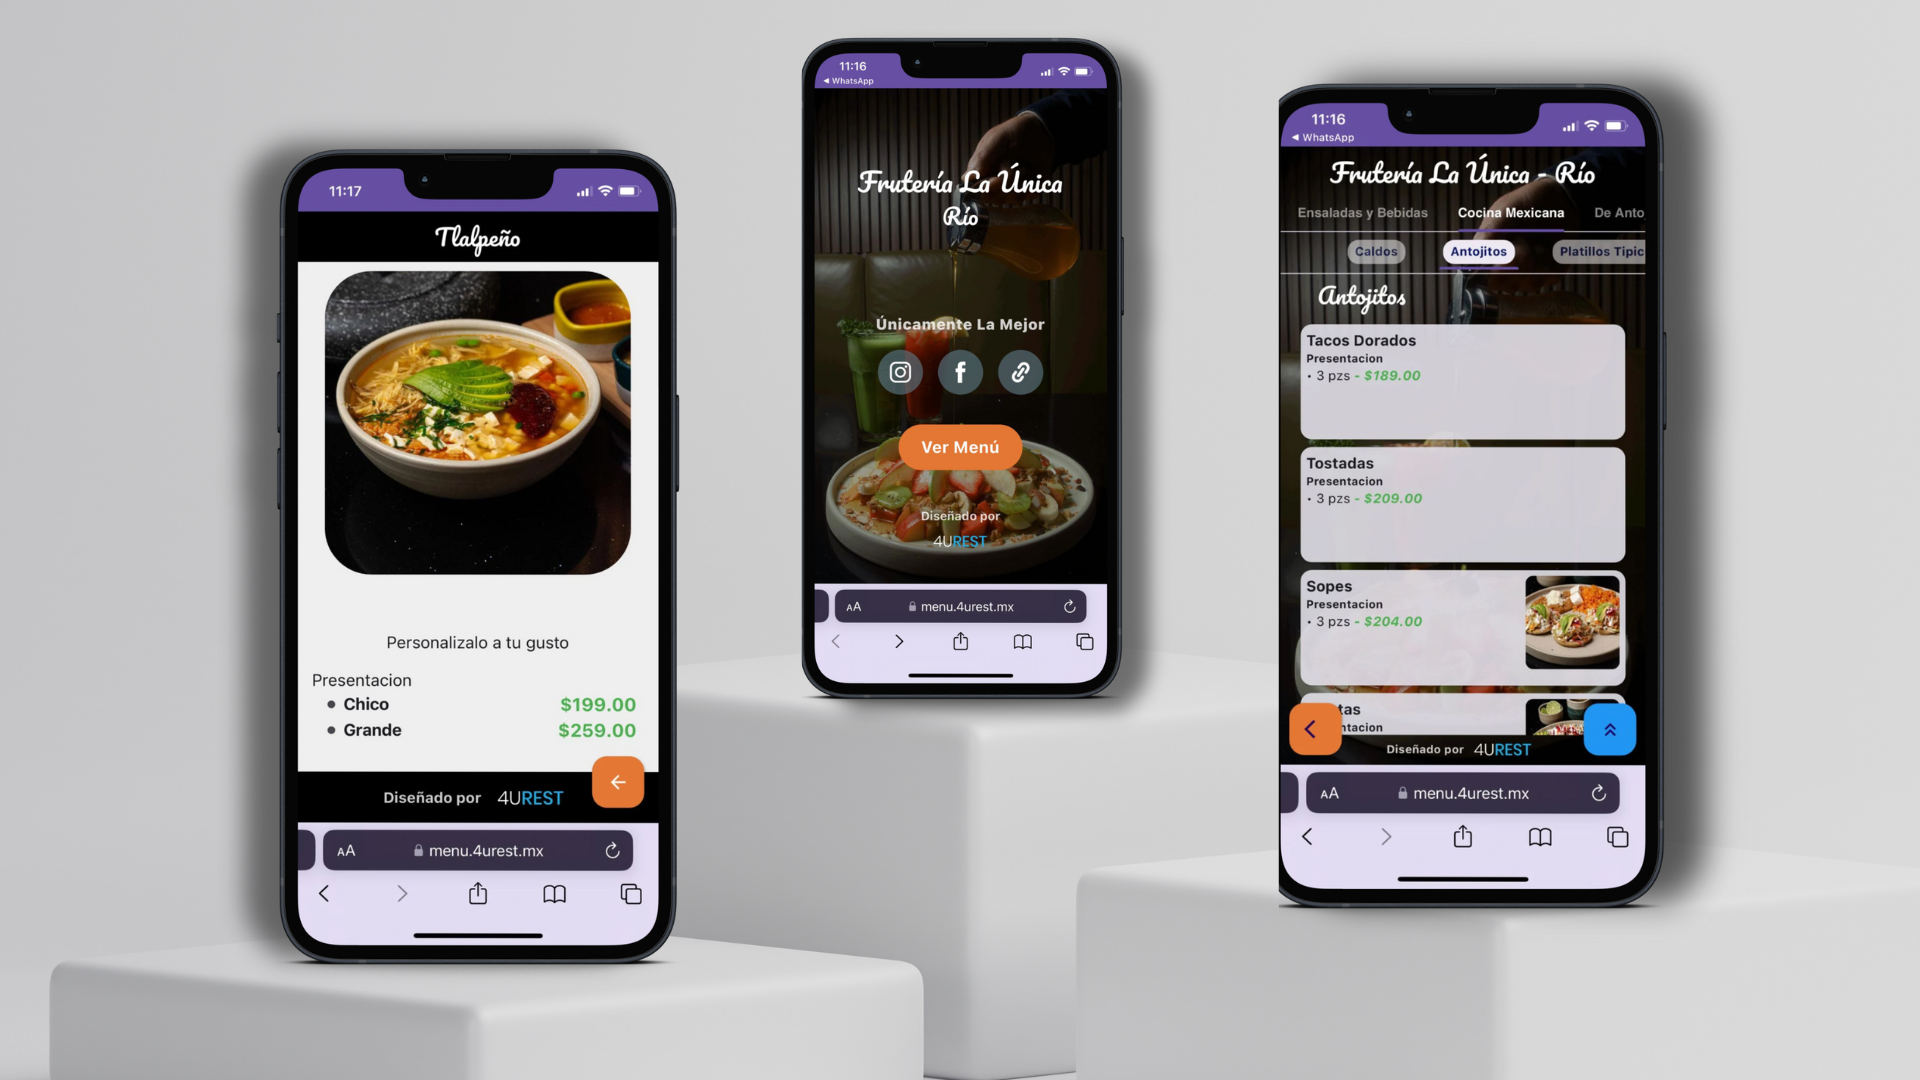 11:17
Tlalpeño
Personalizalo a tu gusto
Presentacion
• Chico $199.00
• Grande $259.00
Diseñado por 4UREST
AA menu.4urest.mx
11:16
◀ WhatsApp
Frutería La Única
Río
Únicamente La Mejor
Ver Menú
Diseñado por
4UREST
AA menu.4urest.mx
11:16
◀ WhatsApp
Frutería La Única - Río
Ensaladas y Bebidas Cocina Mexicana De Anto
Caldos Antojitos Platillos Tipic
Antojitos
Tacos Dorados
Presentacion
• 3 pzs - $189.00
Tostadas
Presentacion
• 3 pzs - $209.00
Sopes
Presentacion
• 3 pzs - $204.00
tas
ntacion
Diseñado por 4UREST
AA menu.4urest.mx